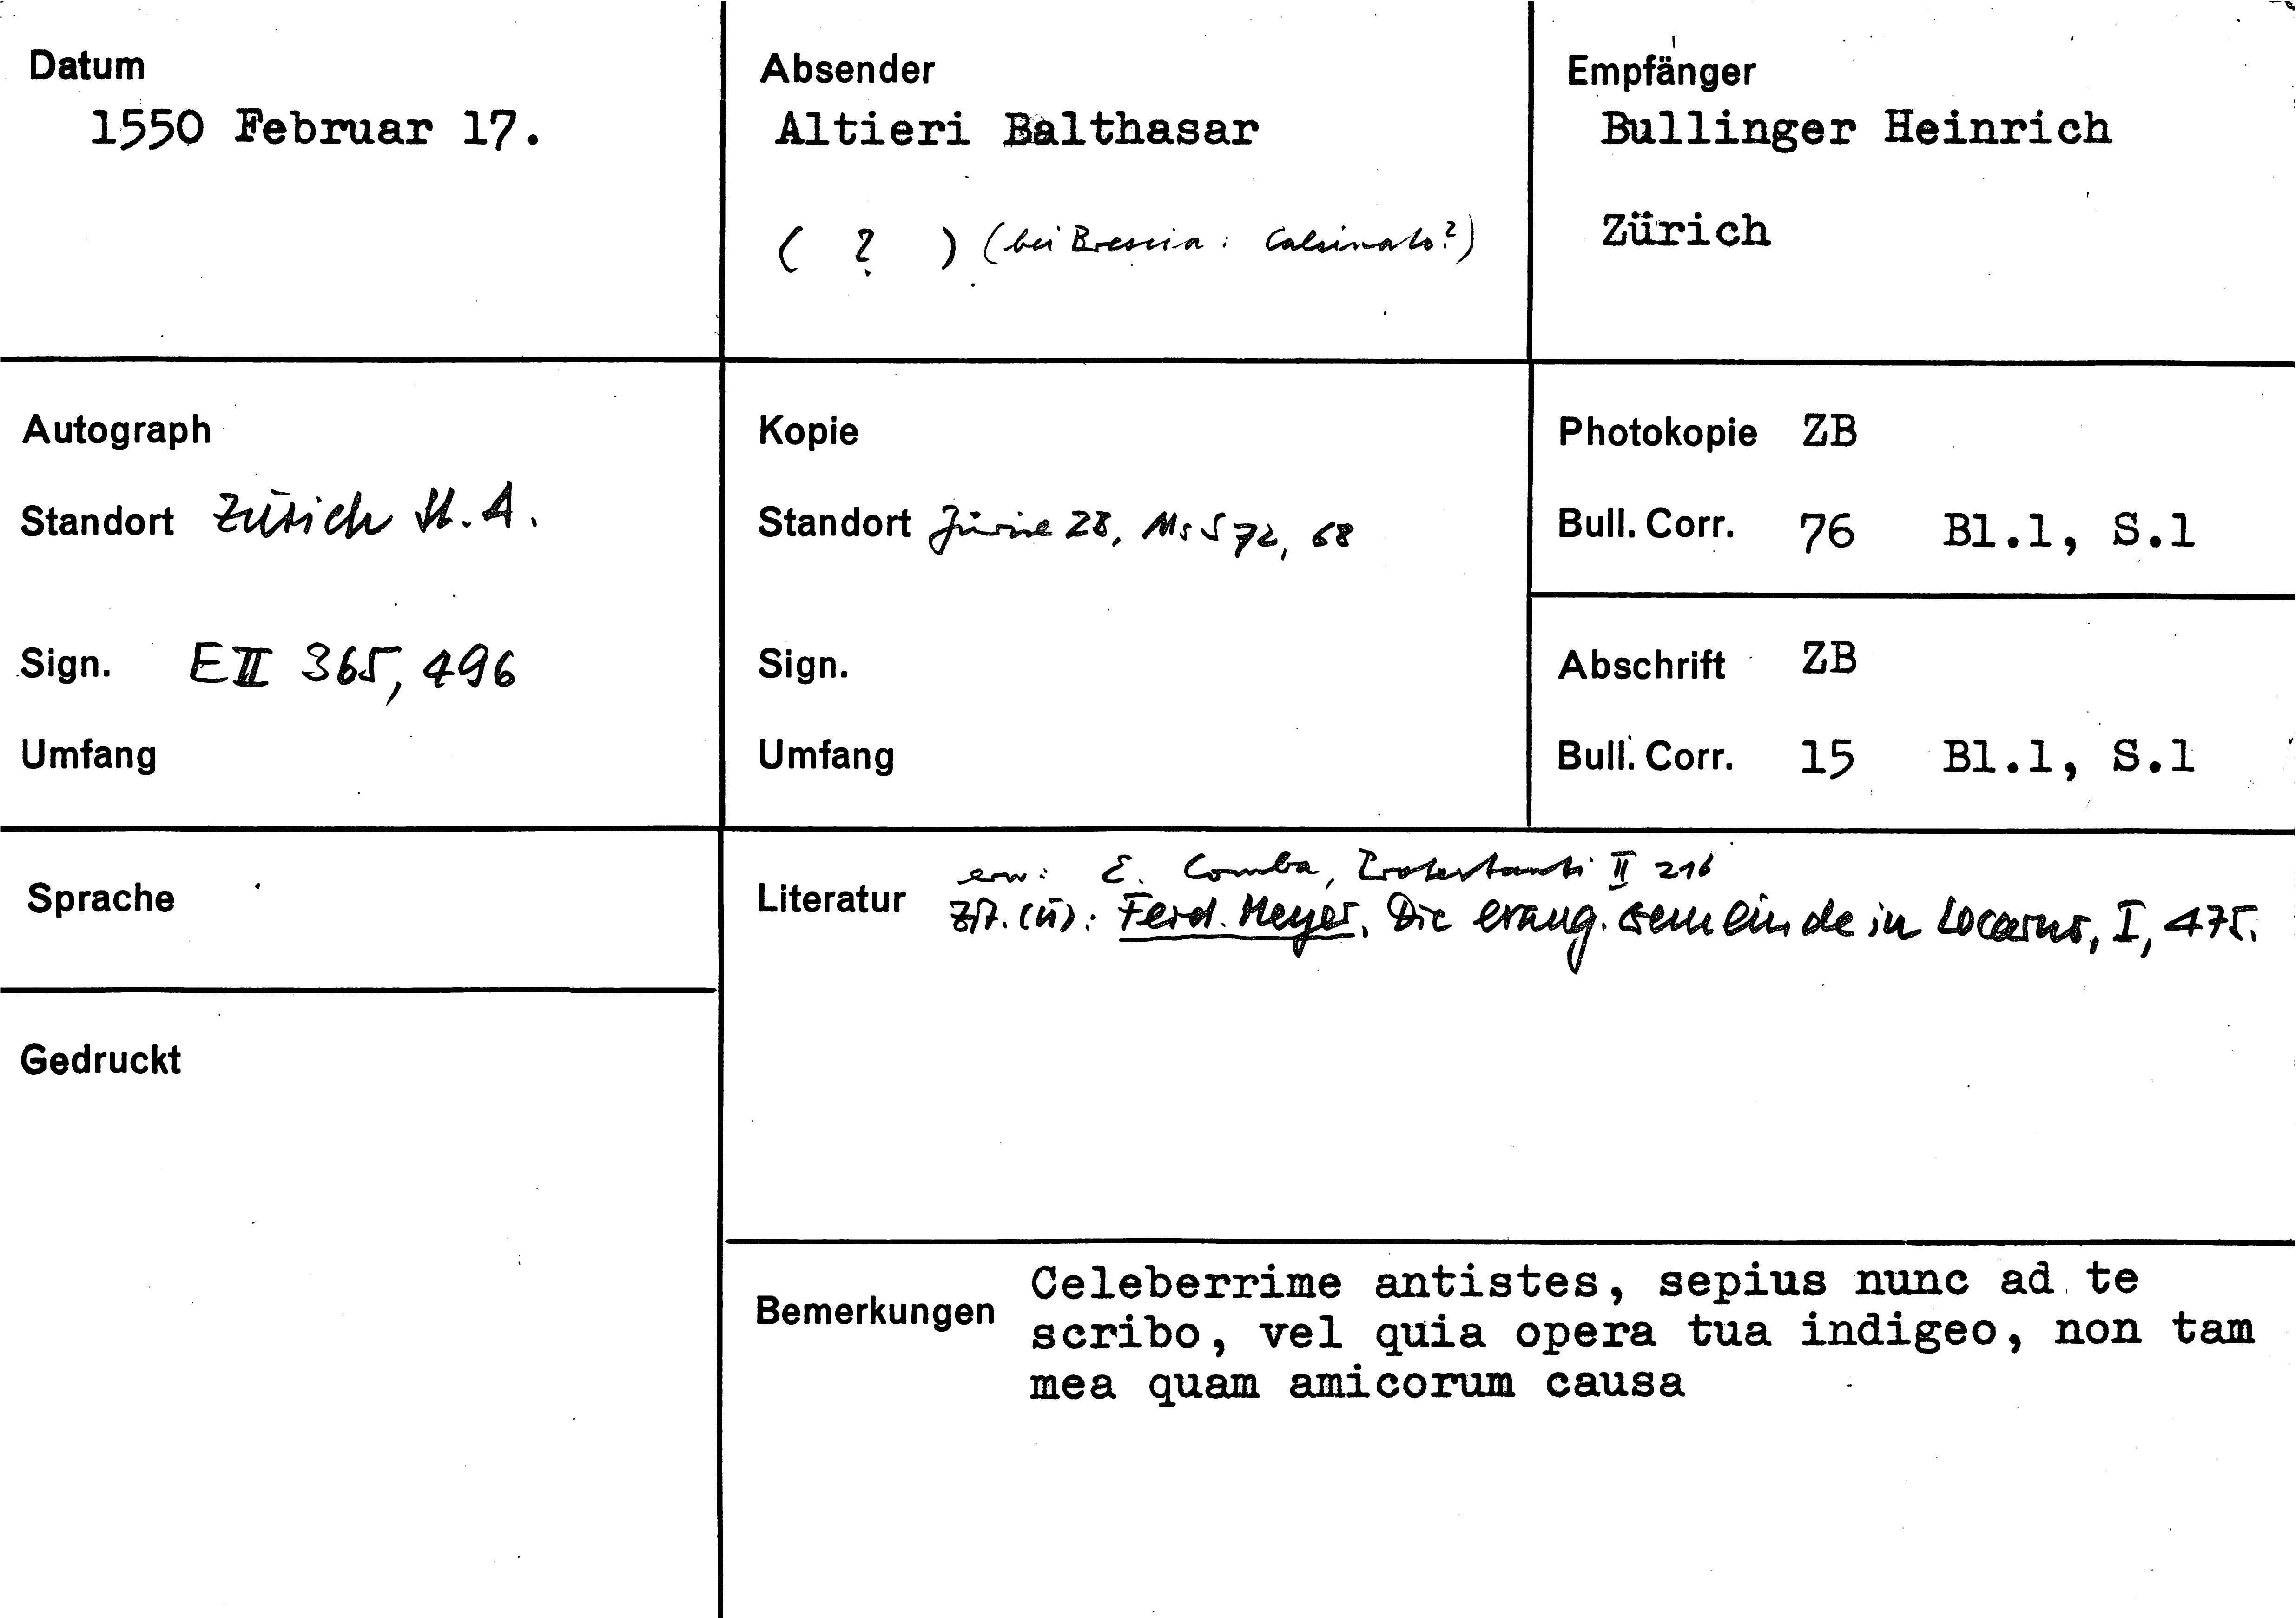 Datum
1550 Februar 17.
Absender
Altieri Balthasar
( ? ) (bei Brescia: Calsinato?)
Empfänger
Bullinger Heinrich
Zürich
Autograph
Standort Zürich St. A.
Sign. E II 365, 496
Umfang
Kopie
Standort Zürich ZB, Ms S 72, 68
Sign.
Umfang
Photokopie ZB
Bull. Corr. 76 Bl.1, S.1
Abschrift ZB
Bull. Corr. 15 Bl.1, S.1
Sprache
Gedruckt
Literatur
erw: E. Comba, Protestanti II 216
Zit. (ü): Ferd. Meyer, Die evang. Gemeinde in Locarno, I, 475.
Bemerkungen
Celeberrime antistes, sepius nunc ad te
scribo, vel quia opera tua indigeo, non tam
mea quam amicorum causa